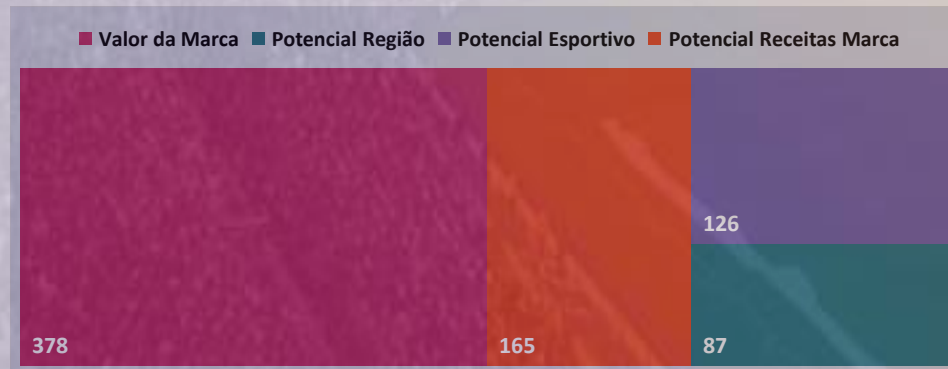 Valor da Marca Potencial Região Potencial Esportivo Potencial Receitas Marca
126
378 165 87